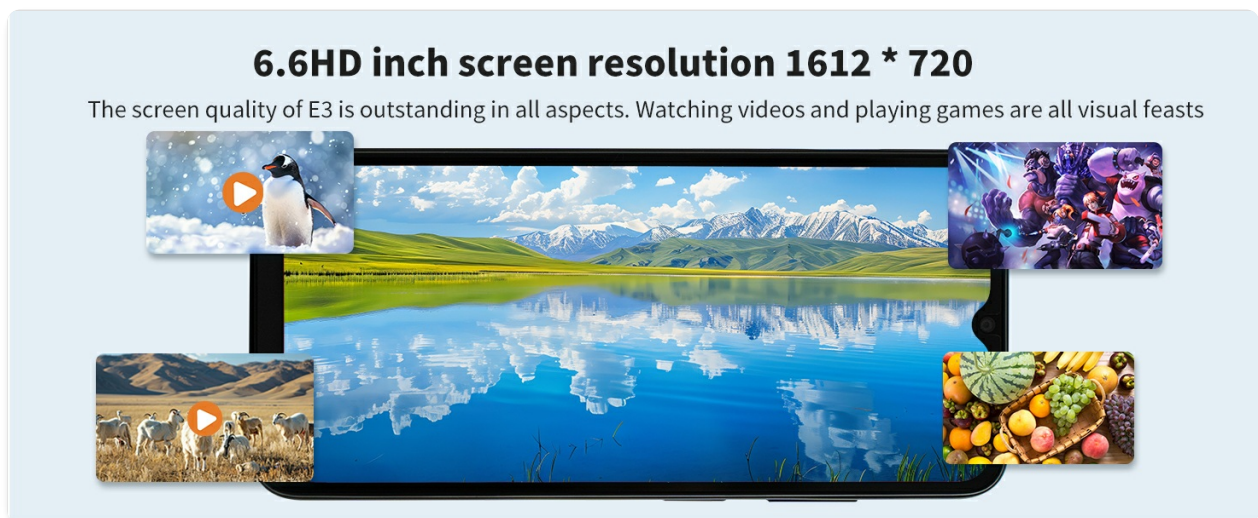 6.6HD inch screen resolution 1612 * 720
The screen quality of E3 is outstanding in all aspects. Watching videos and playing games are all visual feasts